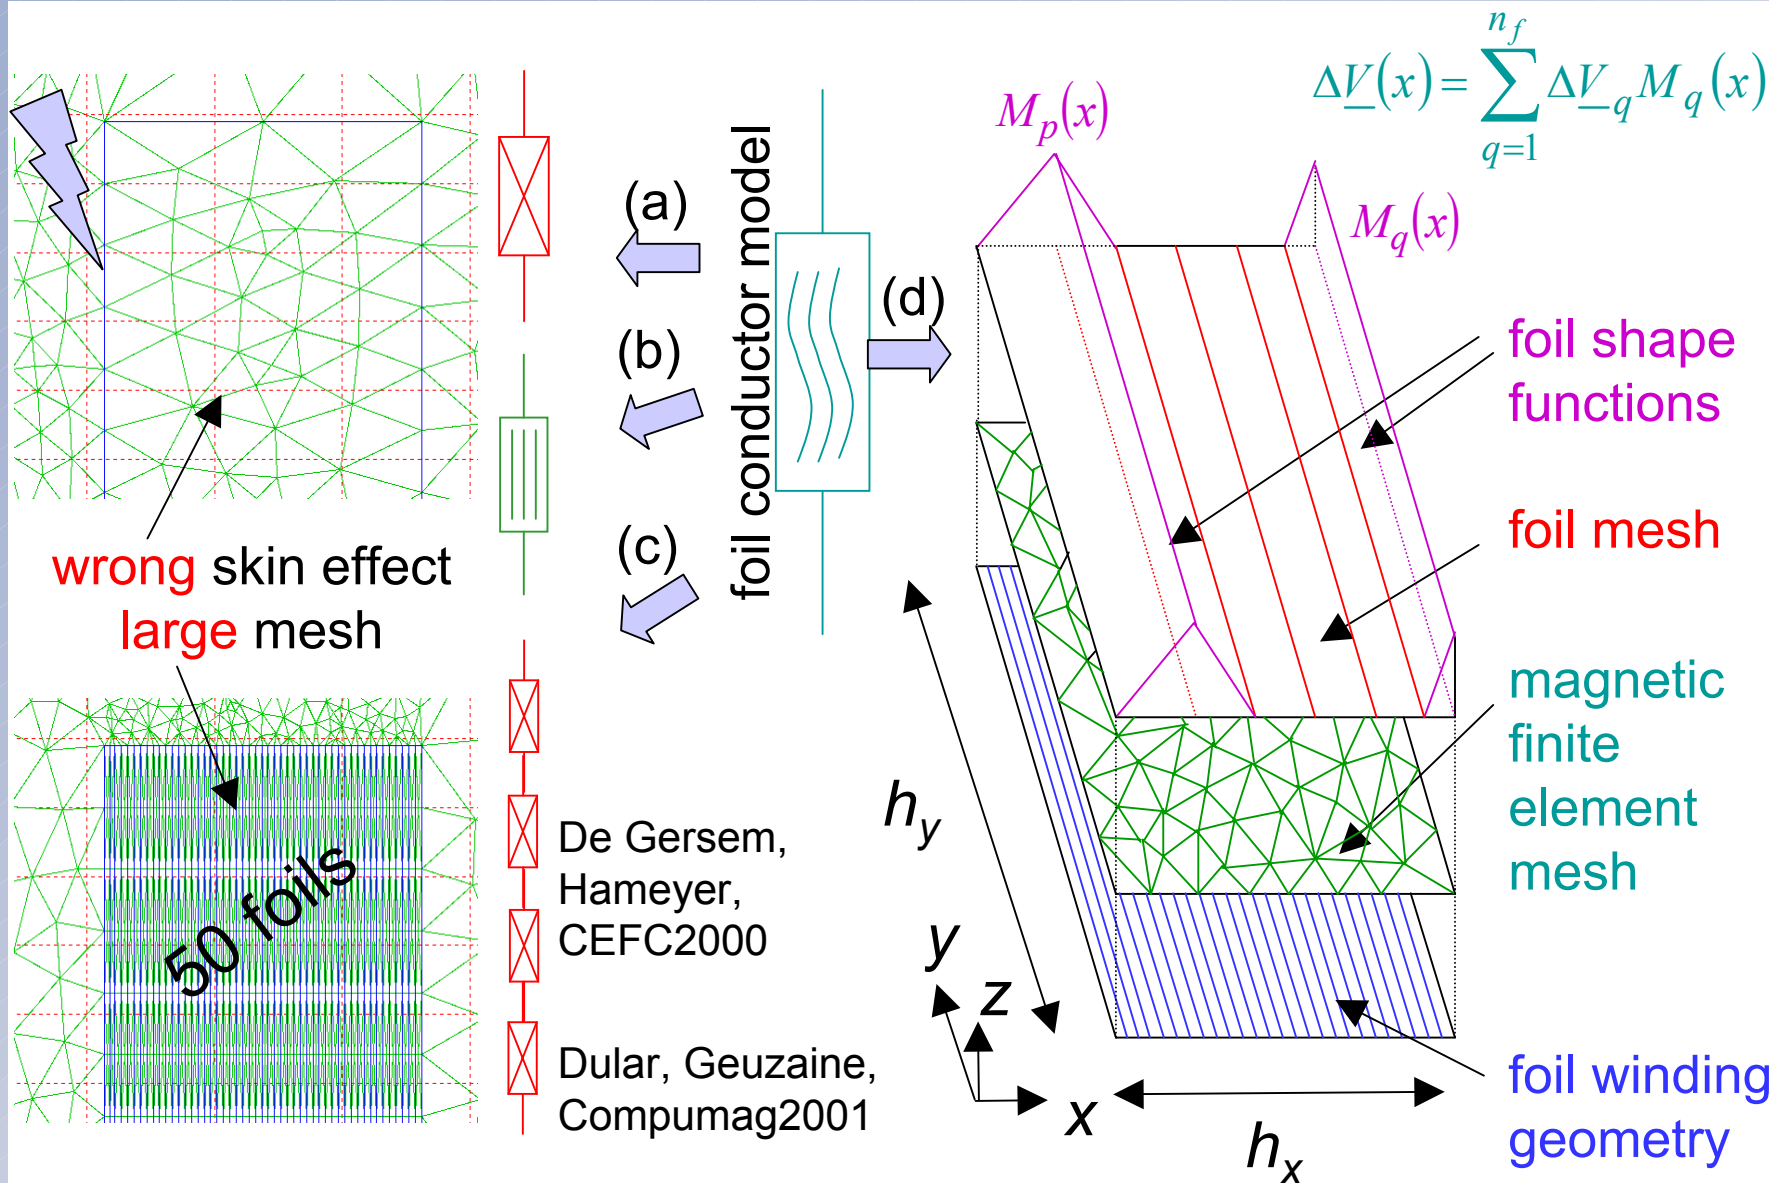 wrong skin effect
large mesh
50 foils
(a)
(b)
(c)
(d)
foil conductor model
De Gersem,
Hameyer,
CEFC2000
Dular, Geuzaine,
Compumag2001
ΔV(x) = ∑_{q=1}^{n_f} ΔV_q M_q(x)
M_p(x)
M_q(x)
foil shape
functions
foil mesh
magnetic
finite
element
mesh
foil winding
geometry
h_y
y
z
x
h_x